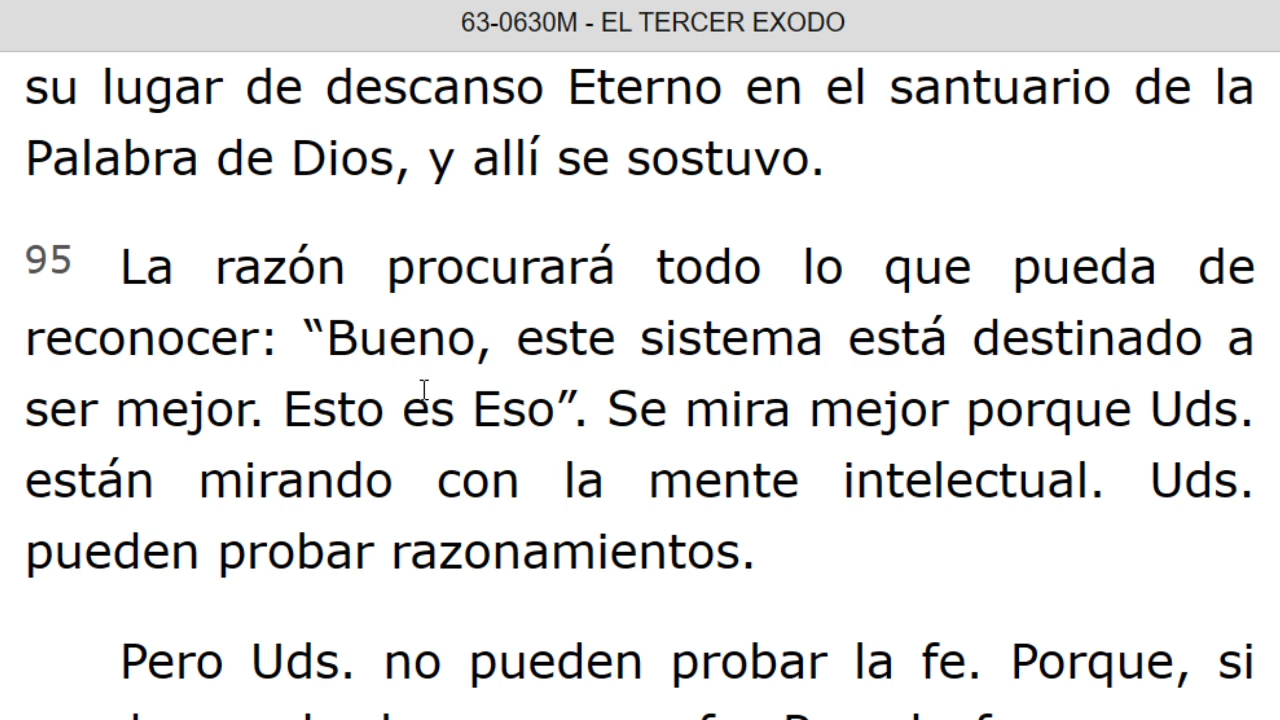 63-0630M - EL TERCER EXODO
su lugar de descanso Eterno en el santuario de la
Palabra de Dios, y allí se sostuvo.
95 La razón procurará todo lo que pueda de
reconocer: “Bueno, este sistema está destinado a
ser mejor. Esto es Eso”. Se mira mejor porque Uds.
están mirando con la mente intelectual. Uds.
pueden probar razonamientos.
Pero Uds. no pueden probar la fe. Porque, si